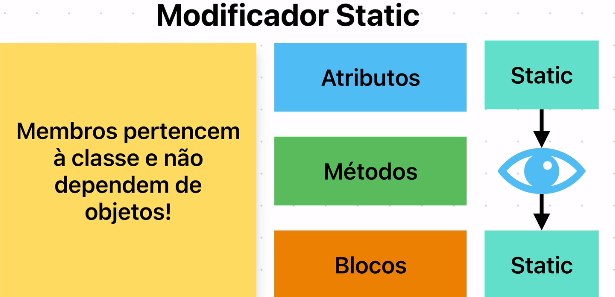 Modificador Static
Membros pertencem
à classe e não
dependem de
objetos!
Atributos
Métodos
Blocos
Static
Static